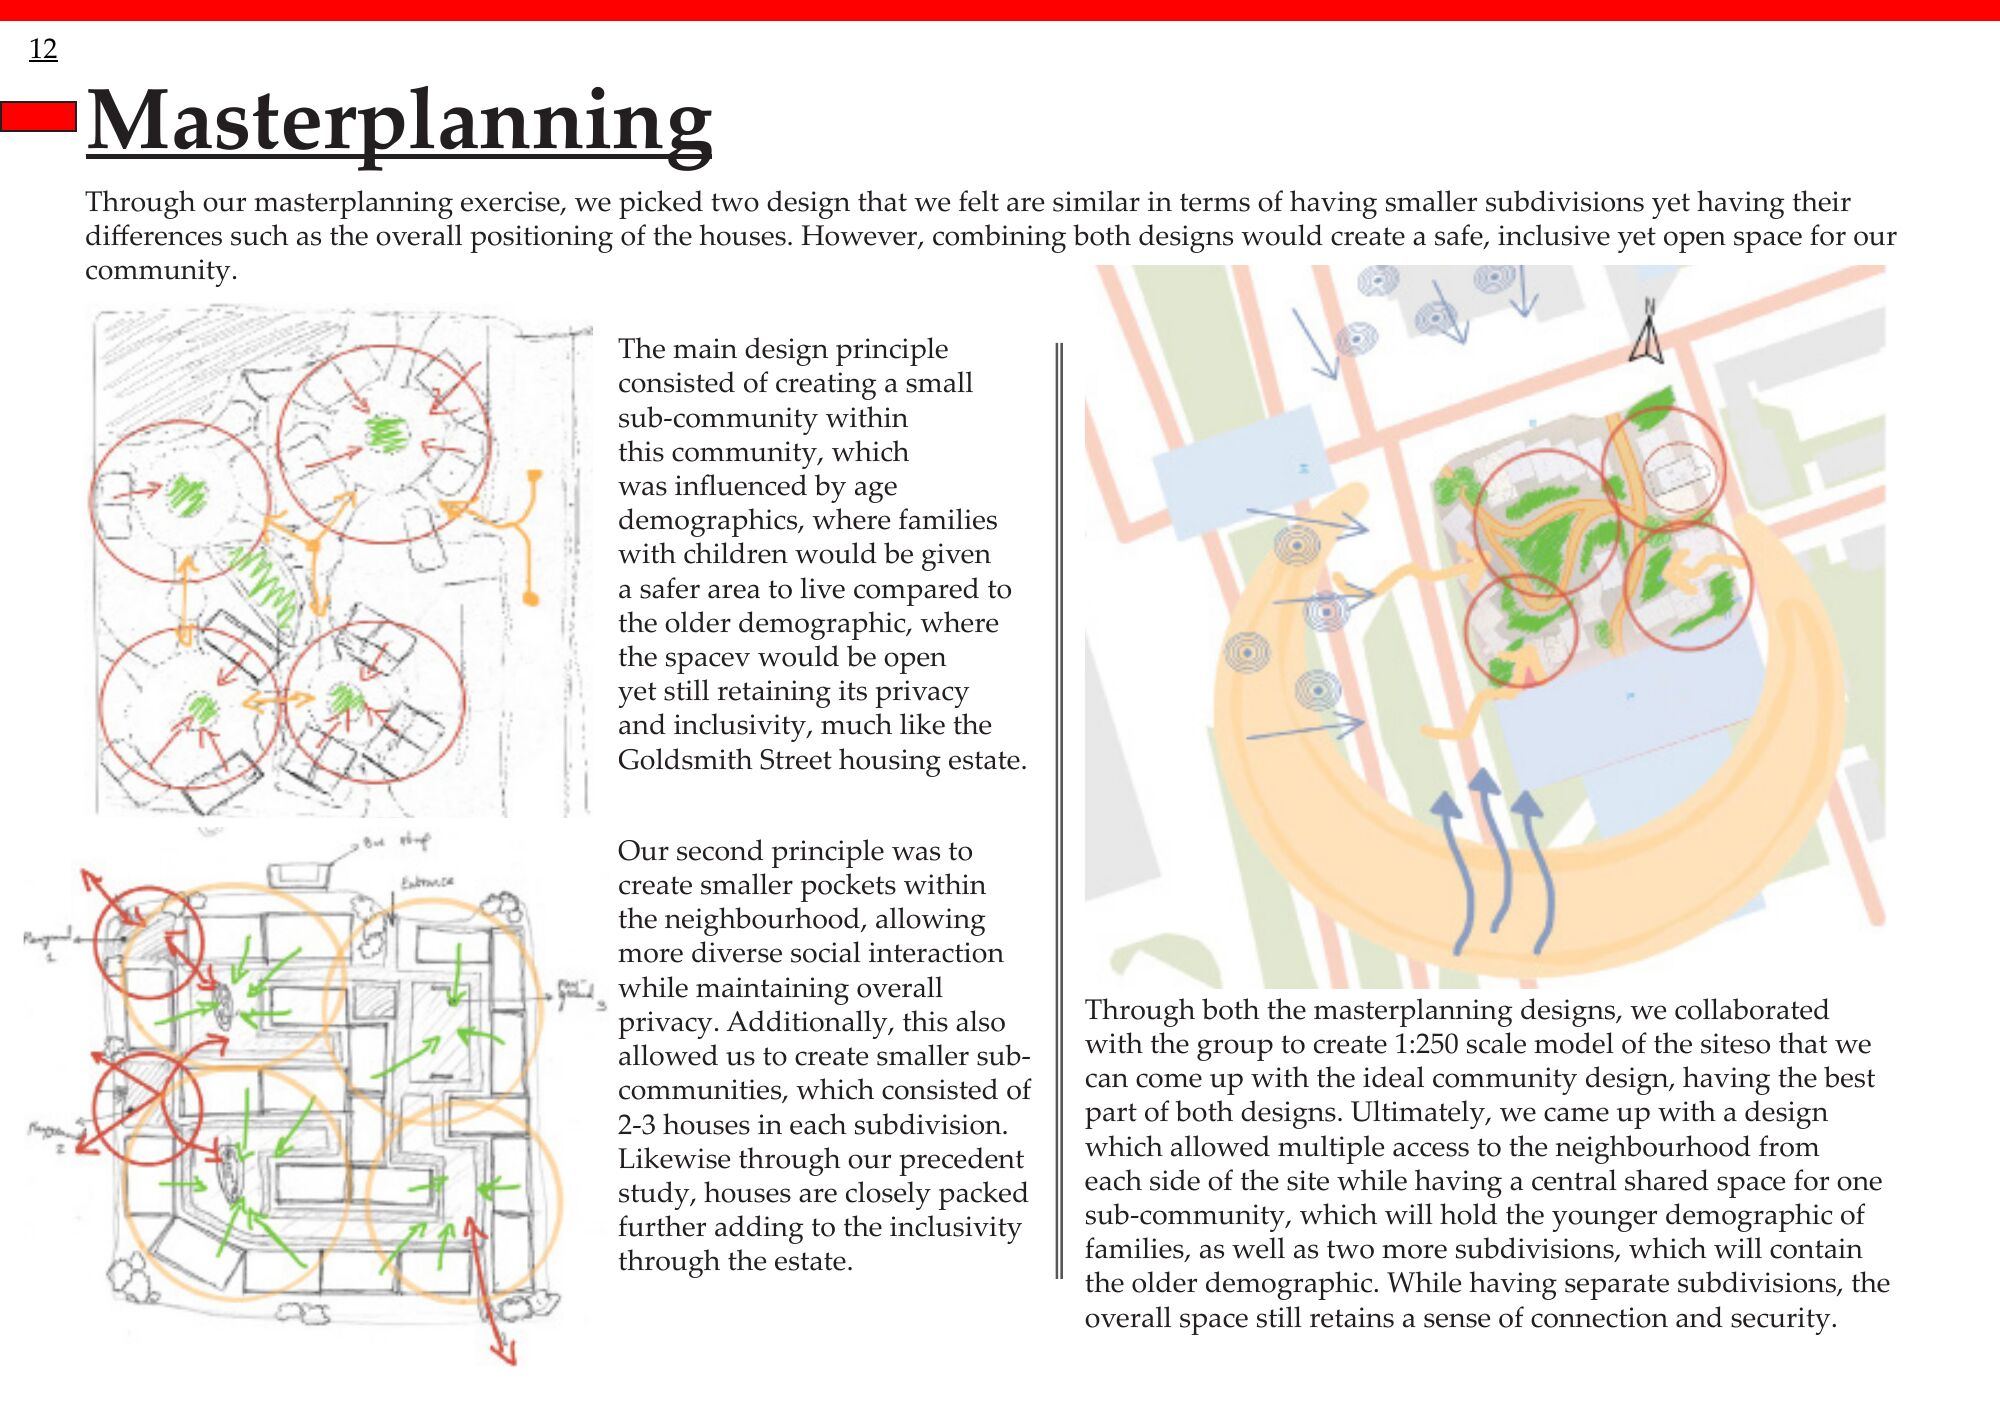 12
Masterplanning
Through our masterplanning exercise, we picked two design that we felt are similar in terms of having smaller subdivisions yet having their
differences such as the overall positioning of the houses. However, combining both designs would create a safe, inclusive yet open space for our
community.
The main design principle
consisted of creating a small
sub-community within
this community, which
was influenced by age
demographics, where families
with children would be given
a safer area to live compared to
the older demographic, where
the spacev would be open
yet still retaining its privacy
and inclusivity, much like the
Goldsmith Street housing estate.
Our second principle was to
create smaller pockets within
the neighbourhood, allowing
more diverse social interaction
while maintaining overall
privacy. Additionally, this also
allowed us to create smaller sub-
communities, which consisted of
2-3 houses in each subdivision.
Likewise through our precedent
study, houses are closely packed
further adding to the inclusivity
through the estate.
Bus stop
Entrance
Playground
1
2
3
N
Through both the masterplanning designs, we collaborated
with the group to create 1:250 scale model of the siteso that we
can come up with the ideal community design, having the best
part of both designs. Ultimately, we came up with a design
which allowed multiple access to the neighbourhood from
each side of the site while having a central shared space for one
sub-community, which will hold the younger demographic of
families, as well as two more subdivisions, which will contain
the older demographic. While having separate subdivisions, the
overall space still retains a sense of connection and security.